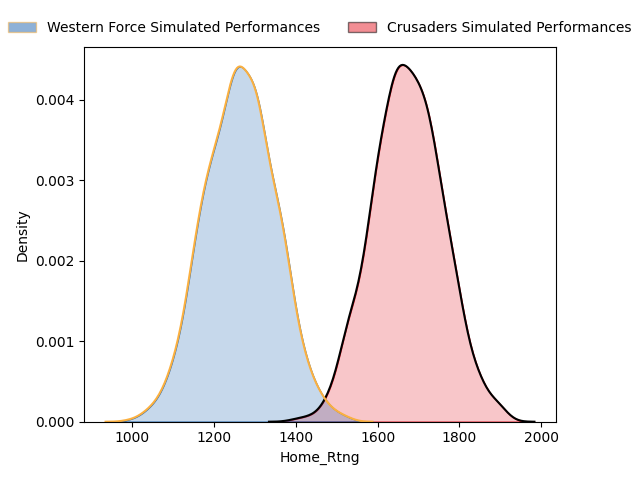 Western Force Simulated Performances Crusaders Simulated Performances
0.004
0.003
0.002
0.001
0.000
Density
1000 1200 1400 1600 1800 2000
Home_Rtng